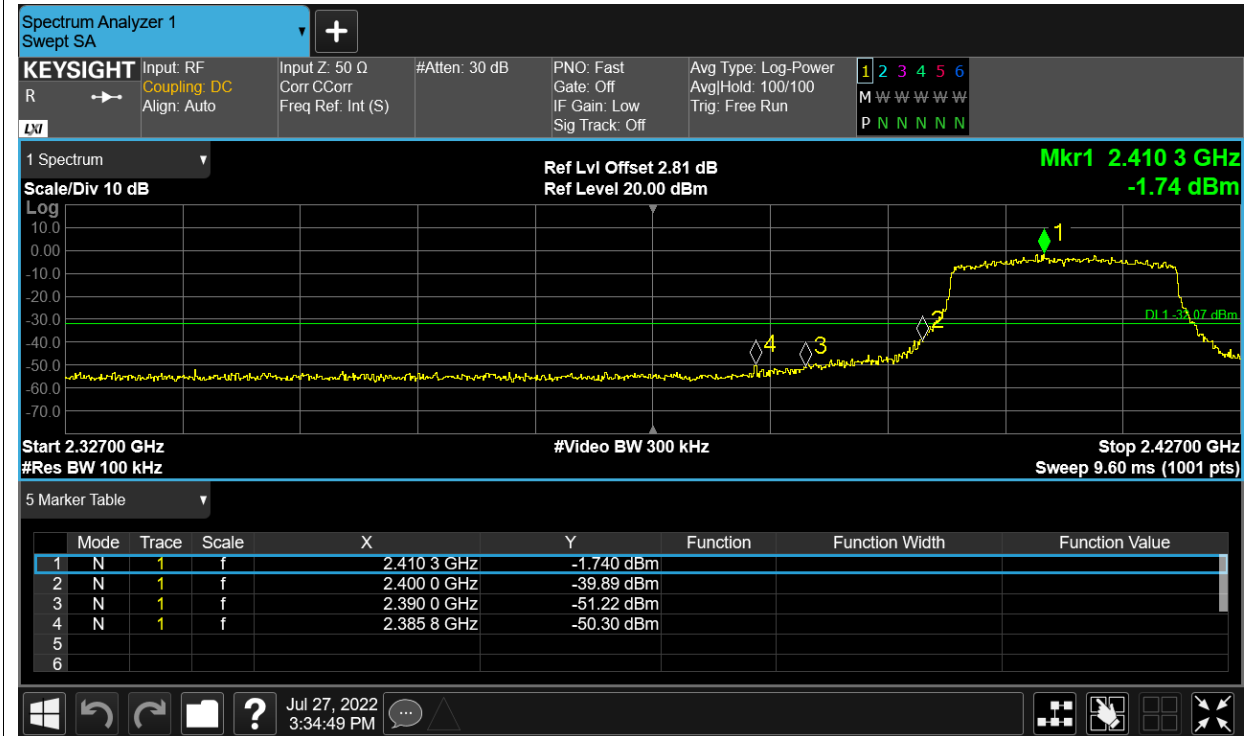 Spectrum Analyzer 1
Swept SA
KEYSIGHT
R
LXI
Input: RF
Coupling: DC
Align: Auto
Input Z: 50 Ω
Corr CCorr
Freq Ref: Int (S)
#Atten: 30 dB
PNO: Fast
Gate: Off
IF Gain: Low
Sig Track: Off
Avg Type: Log-Power
Avg|Hold: 100/100
Trig: Free Run
1 2 3 4 5 6
M W W W W W
P N N N N N
1 Spectrum
Scale/Div 10 dB
Ref Lvl Offset 2.81 dB
Ref Level 20.00 dBm
Mkr1 2.410 3 GHz
-1.74 dBm
Log
10.0
0.00
-10.0
-20.0
-30.0
-40.0
-50.0
-60.0
-70.0
1
2
3
4
Start 2.32700 GHz
#Res BW 100 kHz
#Video BW 300 kHz
Stop 2.42700 GHz
Sweep 9.60 ms (1001 pts)
5 Marker Table
Mode Trace Scale X Y Function Function Width Function Value
1 N 1 f 2.410 3 GHz -1.740 dBm
2 N 1 f 2.400 0 GHz -39.89 dBm
3 N 1 f 2.390 0 GHz -51.22 dBm
4 N 1 f 2.385 8 GHz -50.30 dBm
5
6
?
Jul 27, 2022
3:34:49 PM